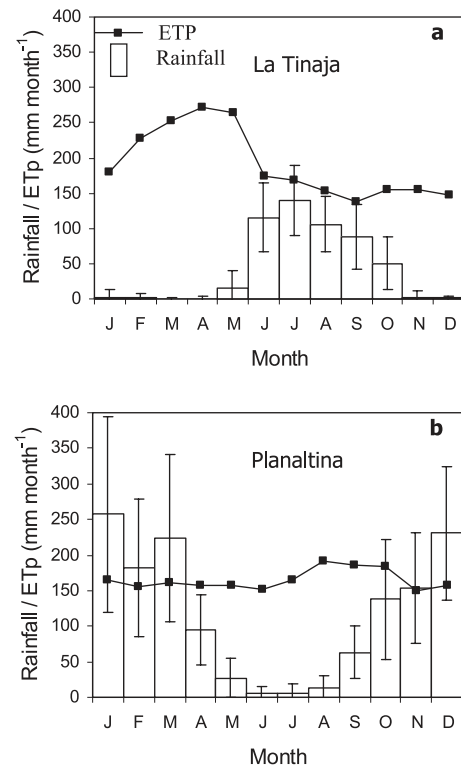 400
350
300
250
200
150
100
50
0
Rainfall / ETp (mm month⁻¹)
ETP
Rainfall
a
La Tinaja
J F M A M J J A S O N D
Month
400
350
300
250
200
150
100
50
0
Rainfall / ETp (mm month⁻¹)
b
Planaltina
J F M A M J J A S O N D
Month